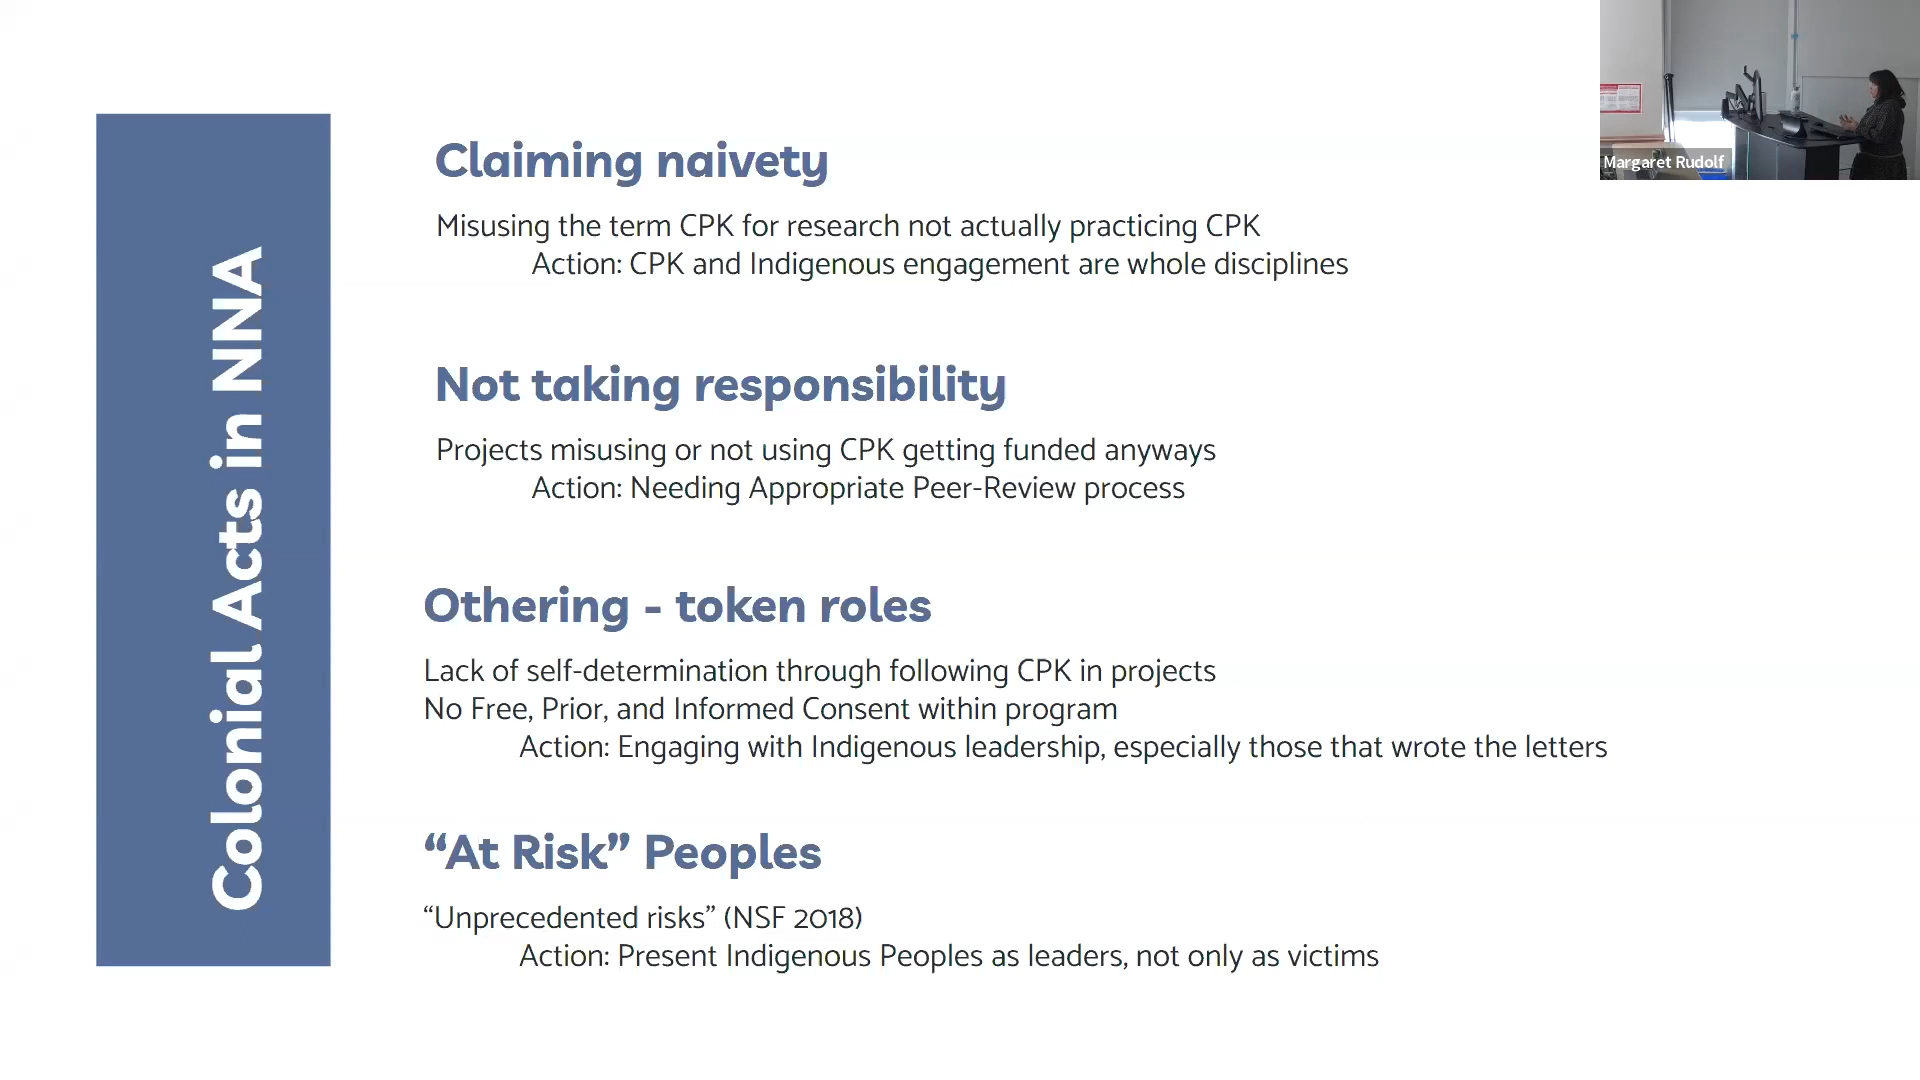 Colonial Acts in NNA
Claiming naivety
Misusing the term CPK for research not actually practicing CPK
Action: CPK and Indigenous engagement are whole disciplines
Not taking responsibility
Projects misusing or not using CPK getting funded anyways
Action: Needing Appropriate Peer-Review process
Othering - token roles
Lack of self-determination through following CPK in projects
No Free, Prior, and Informed Consent within program
Action: Engaging with Indigenous leadership, especially those that wrote the letters
“At Risk” Peoples
“Unprecedented risks” (NSF 2018)
Action: Present Indigenous Peoples as leaders, not only as victims
Margaret Rudolf